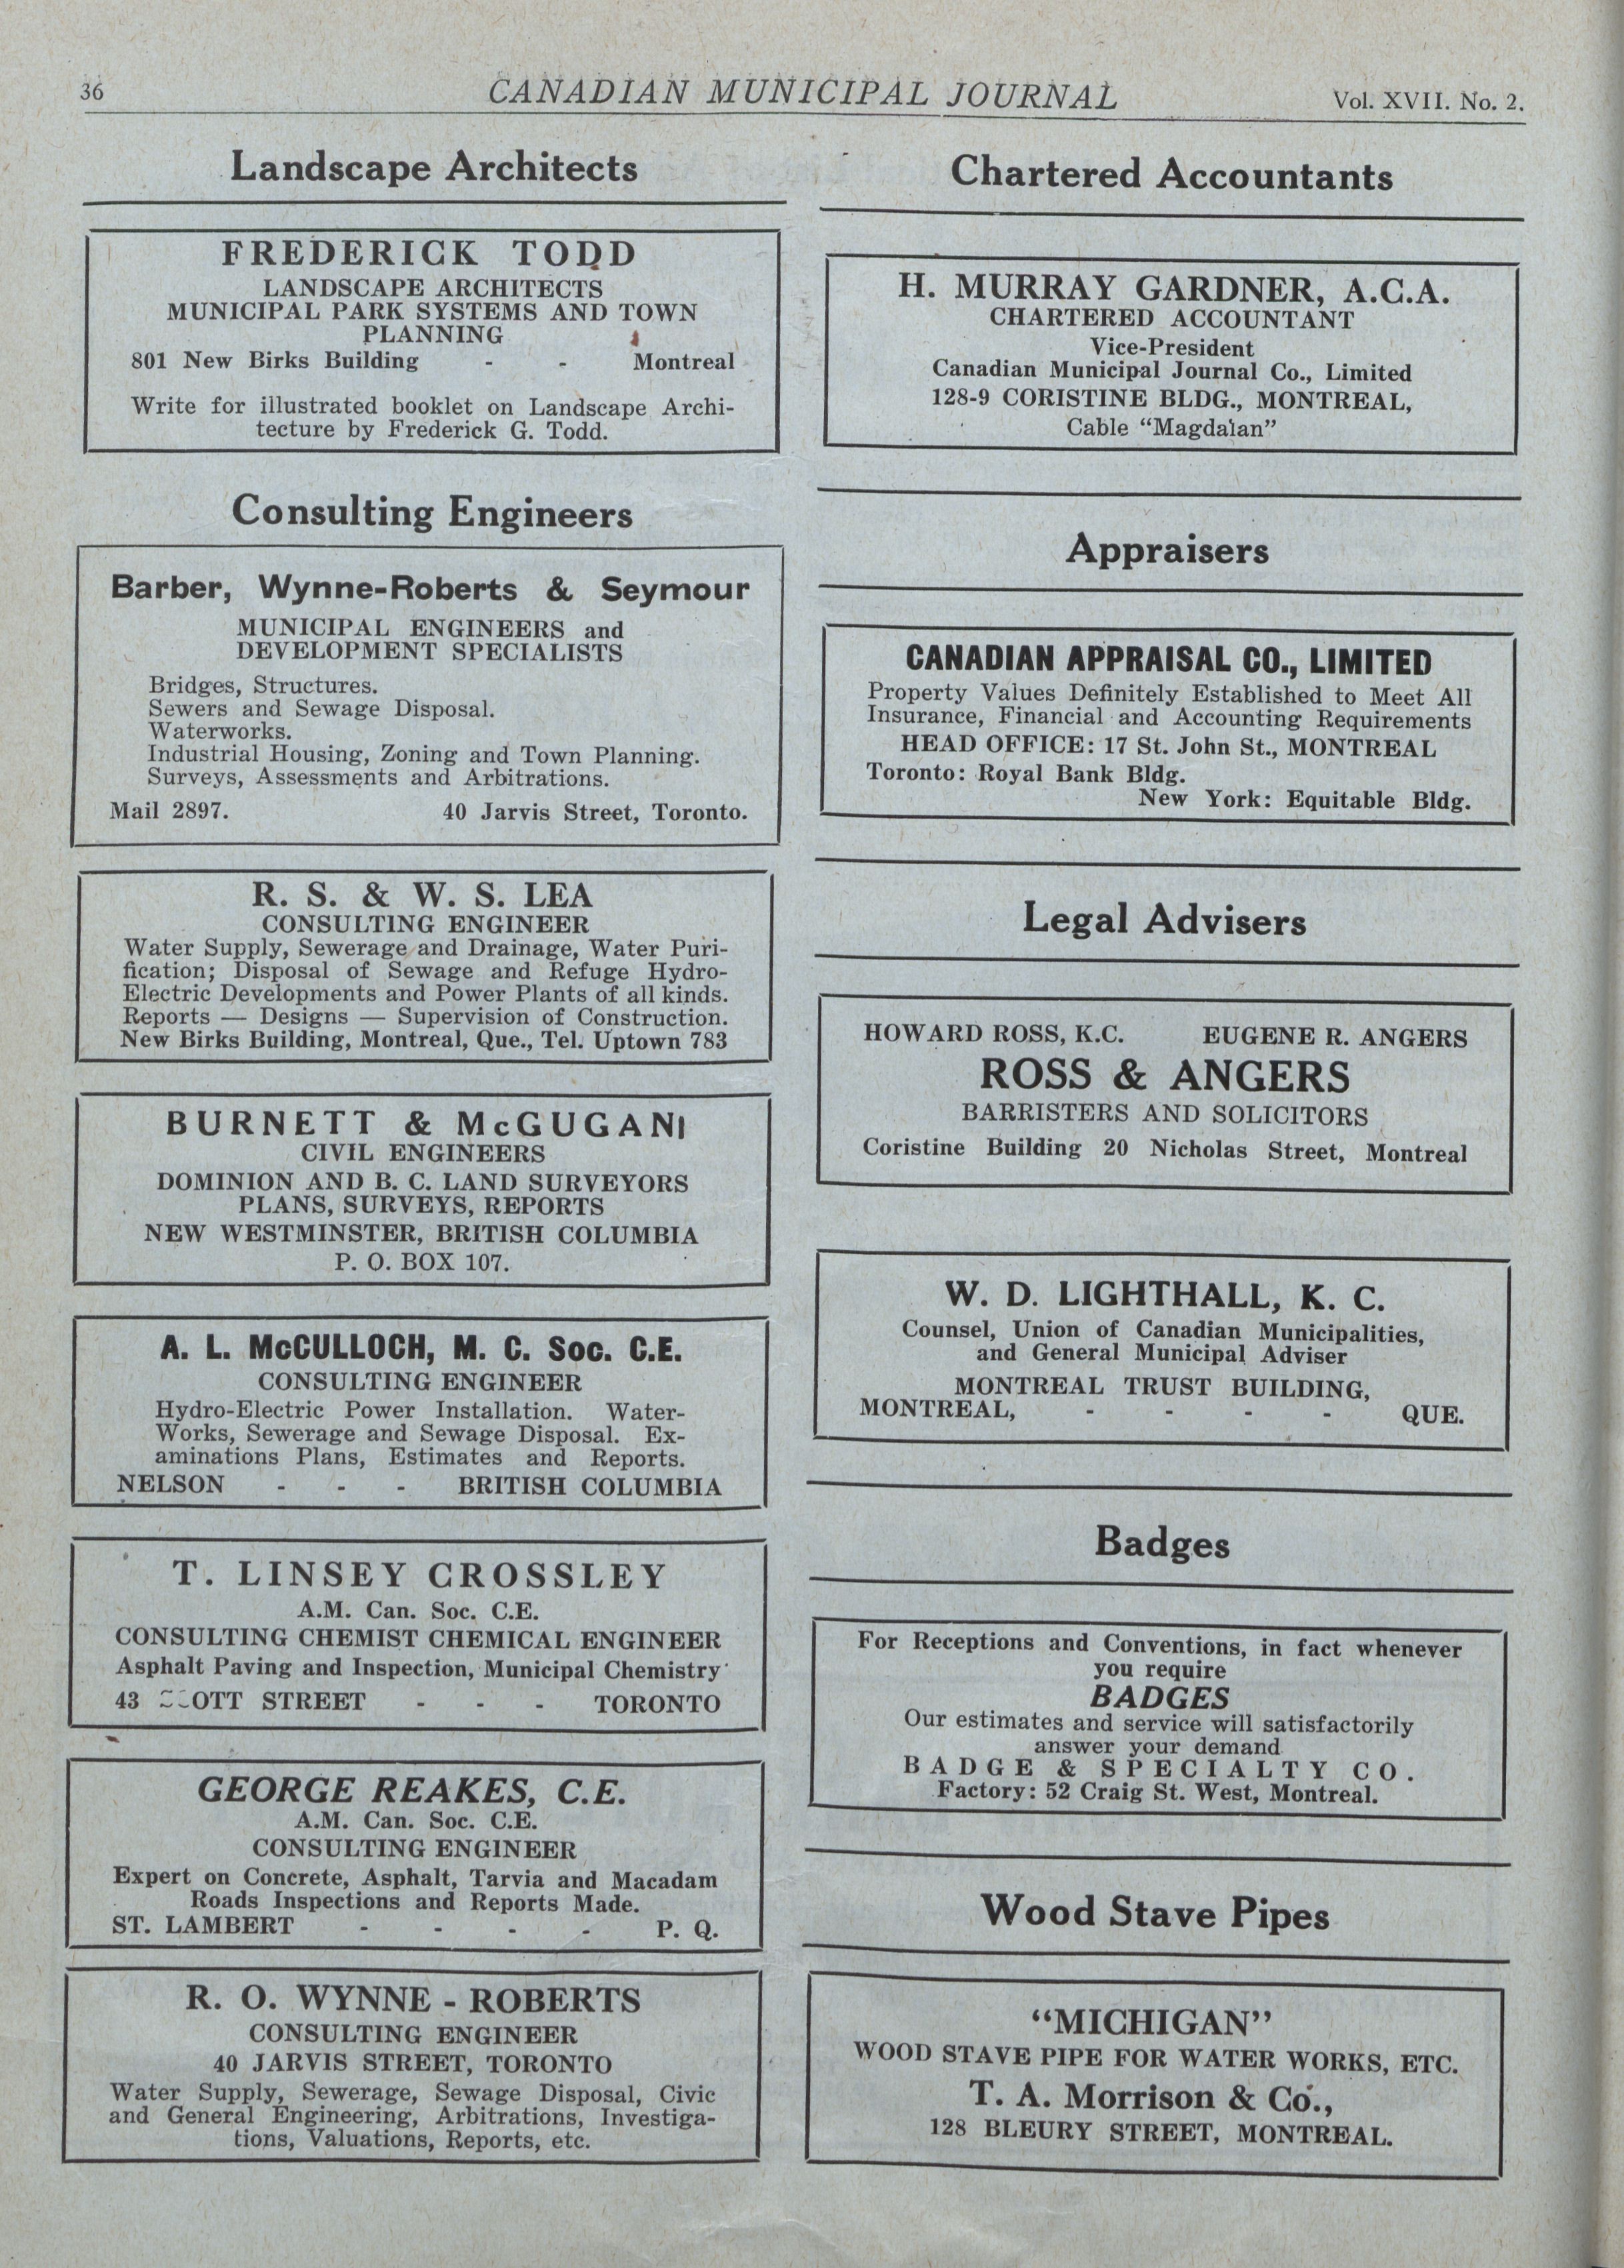 36
CANADIAN MUNICIPAL JOURNAL
Vol. XVII. No. 2.
Landscape Architects
FREDERICK TODD
LANDSCAPE ARCHITECTS
MUNICIPAL PARK SYSTEMS AND TOWN
PLANNING
801 New Birks Building - - Montreal
Write for illustrated booklet on Landscape Archi-
tecture by Frederick G. Todd.
Consulting Engineers
Barber, Wynne-Roberts & Seymour
MUNICIPAL ENGINEERS and
DEVELOPMENT SPECIALISTS
Bridges, Structures.
Sewers and Sewage Disposal.
Waterworks.
Industrial Housing, Zoning and Town Planning.
Surveys, Assessments and Arbitrations.
Mail 2897. 40 Jarvis Street, Toronto.
R. S. & W. S. LEA
CONSULTING ENGINEER
Water Supply, Sewerage and Drainage, Water Puri-
fication; Disposal of Sewage and Refuge Hydro-
Electric Developments and Power Plants of all kinds.
Reports — Designs — Supervision of Construction.
New Birks Building, Montreal, Que., Tel. Uptown 783
BURNETT & McGUGAN
CIVIL ENGINEERS
DOMINION AND B. C. LAND SURVEYORS
PLANS, SURVEYS, REPORTS
NEW WESTMINSTER, BRITISH COLUMBIA
P. O. BOX 107.
A. L. McCULLOCH, M. C. Soc. C.E.
CONSULTING ENGINEER
Hydro-Electric Power Installation. Water-
Works, Sewerage and Sewage Disposal. Ex-
aminations Plans, Estimates and Reports.
NELSON - - - BRITISH COLUMBIA
T. LINSEY CROSSLEY
A.M. Can. Soc. C.E.
CONSULTING CHEMIST CHEMICAL ENGINEER
Asphalt Paving and Inspection, Municipal Chemistry
43 STREET - - - TORONTO
GEORGE REAKES, C.E.
A.M. Can. Soc. C.E.
CONSULTING ENGINEER
Expert on Concrete, Asphalt, Tarvia and Macadam
Roads Inspections and Reports Made.
ST. LAMBERT - - - - P. Q.
R. O. WYNNE - ROBERTS
CONSULTING ENGINEER
40 JARVIS STREET, TORONTO
Water Supply, Sewerage, Sewage Disposal, Civic
and General Engineering, Arbitrations, Investiga-
tions, Valuations, Reports, etc.
Chartered Accountants
H. MURRAY GARDNER, A.C.A.
CHARTERED ACCOUNTANT
Vice-President
Canadian Municipal Journal Co., Limited
128-9 CORISTINE BLDG., MONTREAL,
Cable "Magdalan"
Appraisers
CANADIAN APPRAISAL CO., LIMITED
Property Values Definitely Established to Meet All
Insurance, Financial and Accounting Requirements
HEAD OFFICE: 17 St. John St., MONTREAL
Toronto: Royal Bank Bldg.
New York: Equitable Bldg.
Legal Advisers
HOWARD ROSS, K.C. EUGENE R. ANGERS
ROSS & ANGERS
BARRISTERS AND SOLICITORS
Coristine Building 20 Nicholas Street, Montreal
W. D. LIGHTHALL, K. C.
Counsel, Union of Canadian Municipalities,
and General Municipal Adviser
MONTREAL TRUST BUILDING,
MONTREAL, - - - - QUE.
Badges
For Receptions and Conventions, in fact whenever
you require
BADGES
Our estimates and service will satisfactorily
answer your demand
BADGE & SPECIALTY CO.
Factory: 52 Craig St. West, Montreal.
Wood Stave Pipes
"MICHIGAN"
WOOD STAVE PIPE FOR WATER WORKS, ETC.
T. A. Morrison & Co.,
128 BLEURY STREET, MONTREAL.